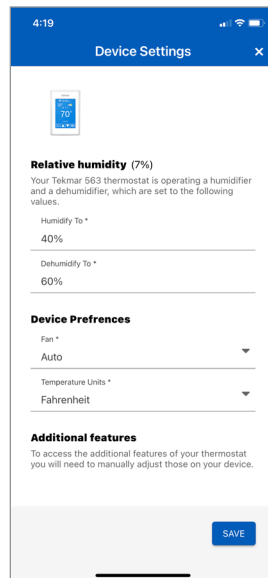 4:19
Device Settings
×
70°
Relative humidity (7%)
Your Tekmar 563 thermostat is operating a humidifier
and a dehumidifier, which are set to the following
values.
Humidify To *
40%
Dehumidify To *
60%
Device Prefrences
Fan *
Auto
Temperature Units *
Fahrenheit
Additional features
To access the additional features of your thermostat
you will need to manually adjust those on your device.
SAVE